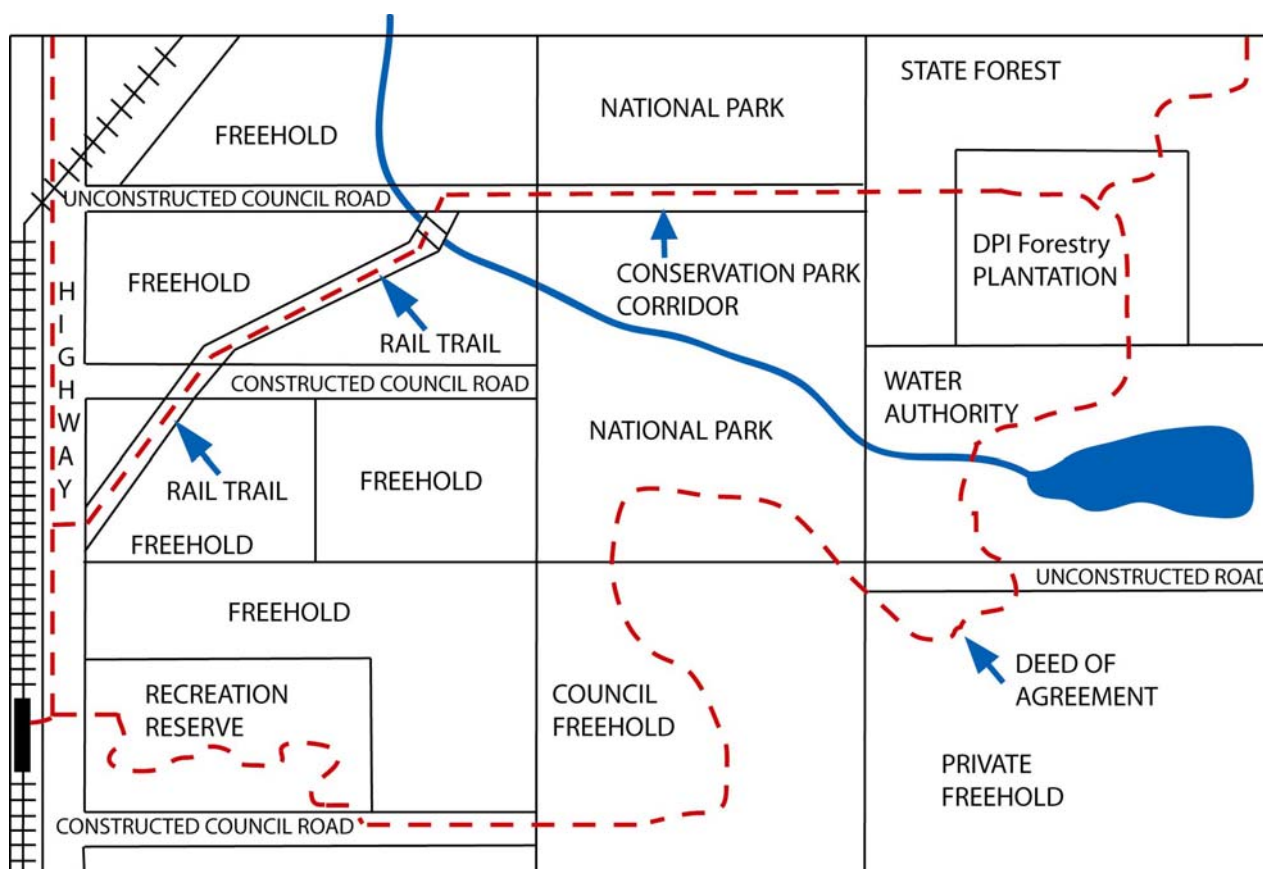 STATE FOREST
NATIONAL PARK
FREEHOLD
UNCONSTRUCTED COUNCIL ROAD
DPI Forestry
PLANTATION
CONSERVATION PARK
CORRIDOR
FREEHOLD
HIGHWAY
RAIL TRAIL
CONSTRUCTED COUNCIL ROAD
WATER
AUTHORITY
NATIONAL PARK
RAIL TRAIL
FREEHOLD
FREEHOLD
UNCONSTRUCTED ROAD
FREEHOLD
DEED OF
AGREEMENT
RECREATION
RESERVE
COUNCIL
FREEHOLD
PRIVATE
FREEHOLD
CONSTRUCTED COUNCIL ROAD